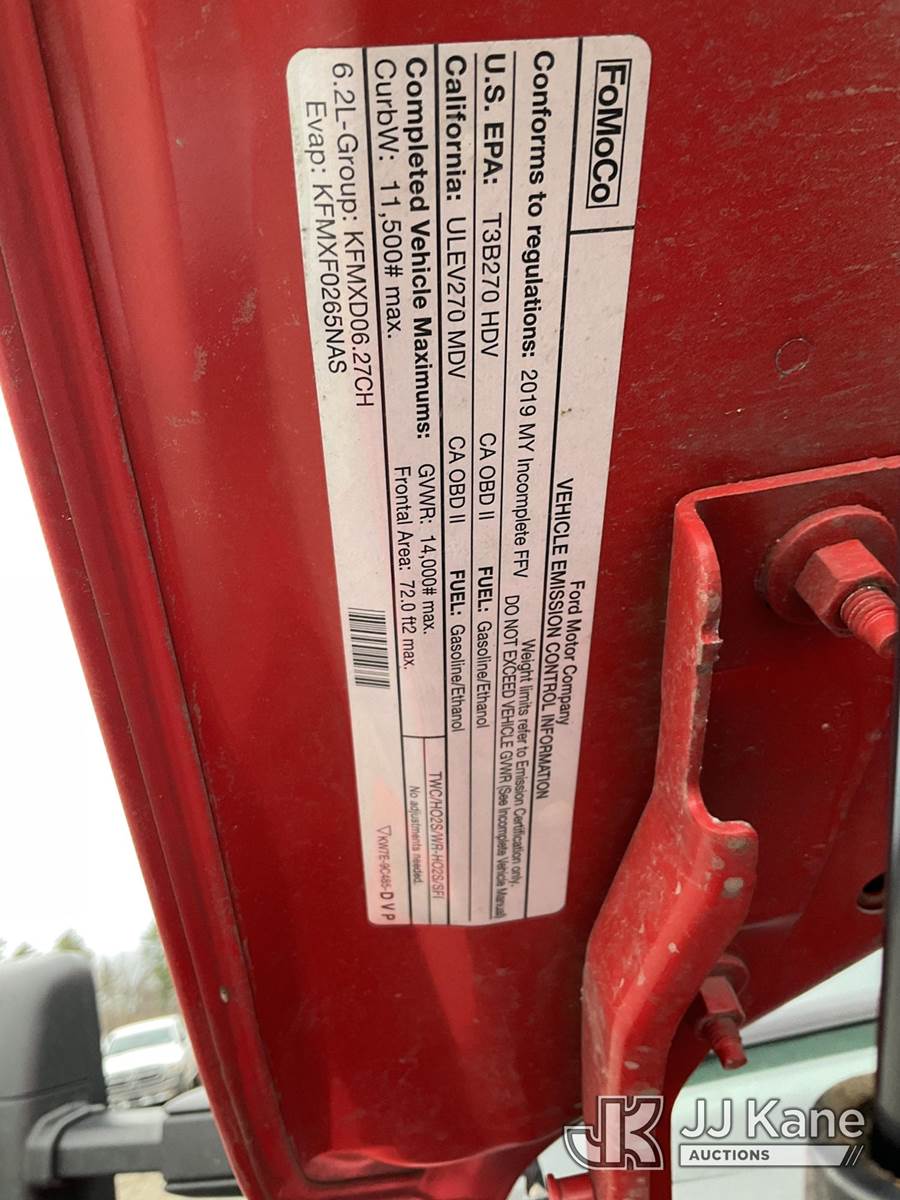 FoMoCo
Ford Motor Company
VEHICLE EMISSION CONTROL INFORMATION
Conforms to regulations: 2019 MY Incomplete FFV
Weight limits refer to Emission Certification only.
DO NOT EXCEED VEHICLE GVWR (See Incomplete Vehicle Manual)
U.S. EPA: T3B270 HDV CA OBD II FUEL: Gasoline/Ethanol
California: ULEV270 MDV CA OBD II FUEL: Gasoline/Ethanol
Completed Vehicle Maximums: GVWR: 14,000# max.
CurbW: 11,500# max. Frontal Area: 72.0 ft2 max.
TWC/HO2S/WR-HO2S/SFI
No adjustments needed.
6.2L-Group: KFMXD06.27CH
Evap: KFMXF0265NAS
KW7E-9C485-DVP
JK JJ Kane
AUCTIONS